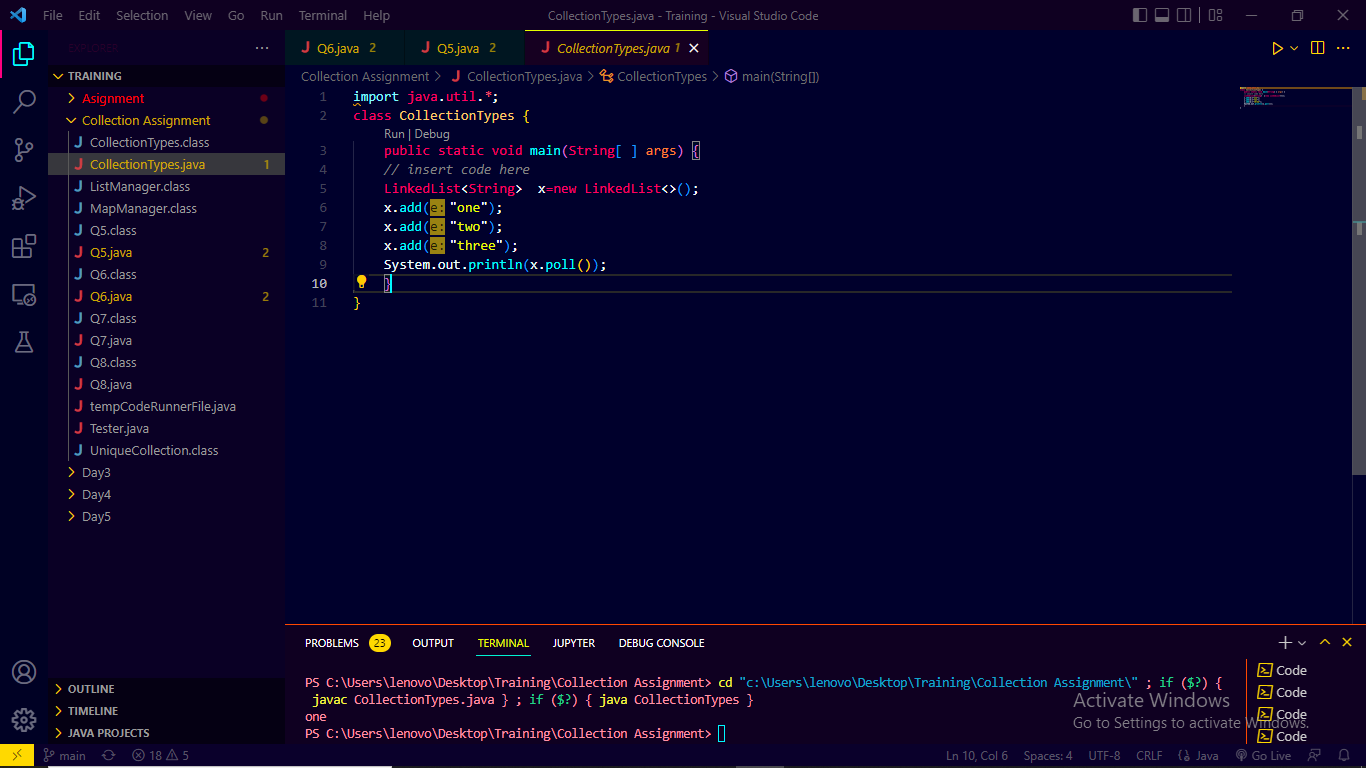 File Edit Selection View Go Run Terminal Help CollectionTypes.java - Training - Visual Studio Code
EXPLORER ···
Q6.java 2 Q5.java 2 CollectionTypes.java 1
TRAINING
Asignment
Collection Assignment
CollectionTypes.class
CollectionTypes.java 1
ListManager.class
MapManager.class
Q5.class
Q5.java 2
Q6.class
Q6.java 2
Q7.class
Q7.java
Q8.class
Q8.java
tempCodeRunnerFile.java
Tester.java
UniqueCollection.class
Day3
Day4
Day5
OUTLINE
TIMELINE
JAVA PROJECTS
Collection Assignment > CollectionTypes.java > CollectionTypes > main(String[])
1 import java.util.*;
2 class CollectionTypes {
Run | Debug
3 public static void main(String[ ] args) {
4 // insert code here
5 LinkedList<String>  x=new LinkedList<>();
6 x.add(e: "one");
7 x.add(e: "two");
8 x.add(e: "three");
9 System.out.println(x.poll());
10 }
11 }
PROBLEMS 23 OUTPUT TERMINAL JUPYTER DEBUG CONSOLE
PS C:\Users\lenovo\Desktop\Training\Collection Assignment> cd "c:\Users\lenovo\Desktop\Training\Collection Assignment\" ; if ($?) {
javac CollectionTypes.java } ; if ($?) { java CollectionTypes }
one
PS C:\Users\lenovo\Desktop\Training\Collection Assignment>
Code
Code
Code
Code
Activate Windows
Go to Settings to activate Windows.
main 18 5 Ln 10, Col 6 Spaces: 4 UTF-8 CRLF {} Java Go Live